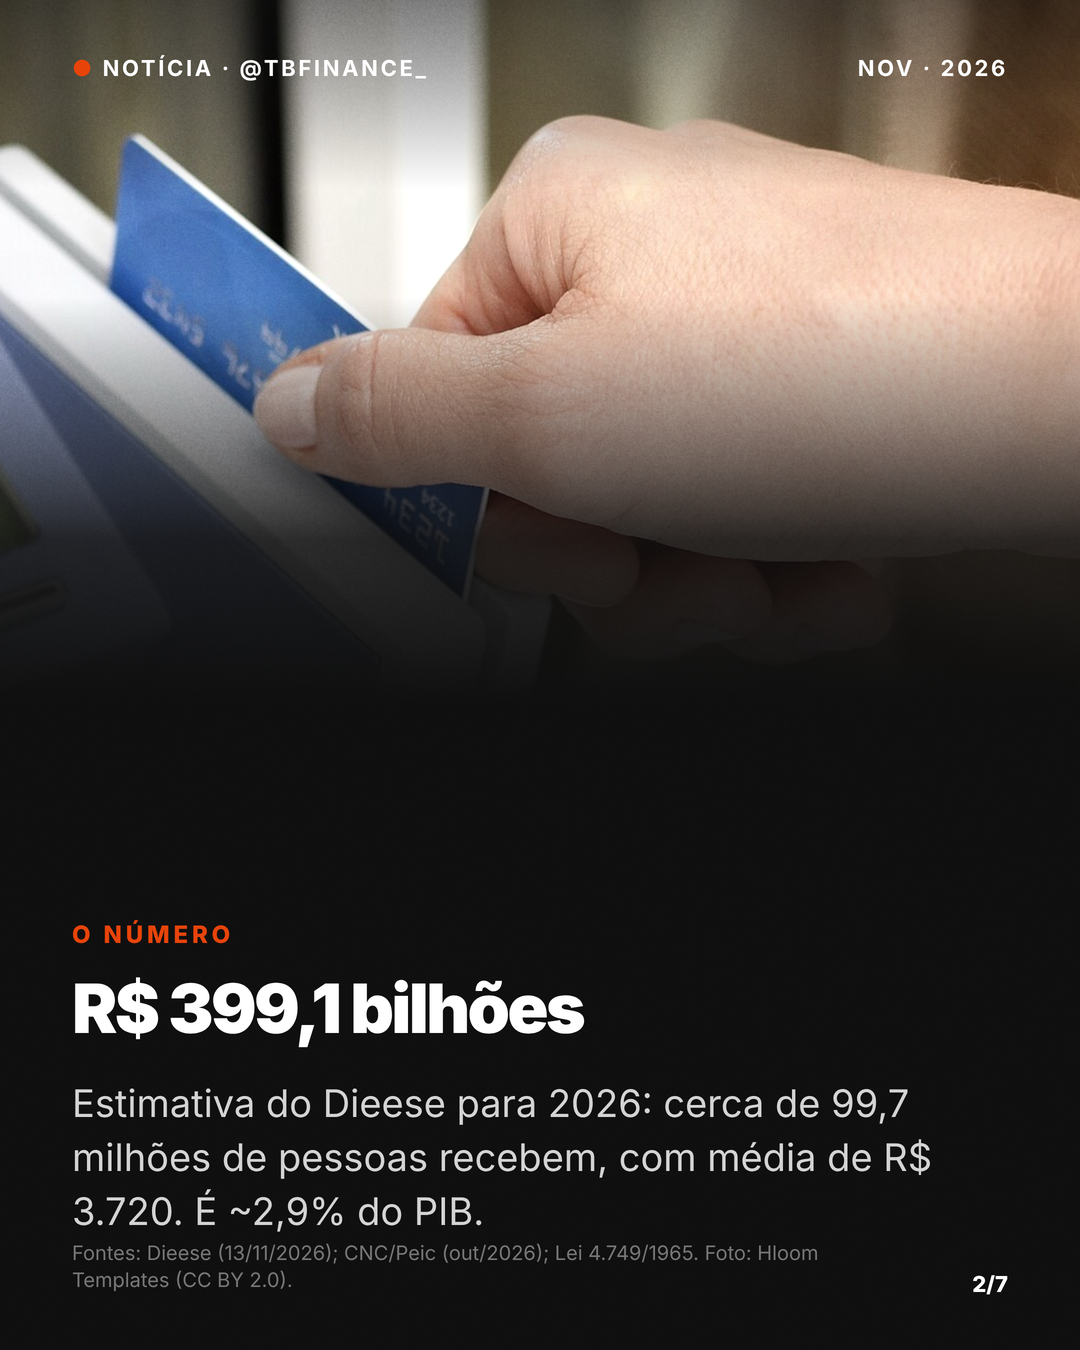 NOTÍCIA · @TBFINANCE_
NOV · 2026
1234
1234
O NÚMERO
R$ 399,1 bilhões
Estimativa do Dieese para 2026: cerca de 99,7
milhões de pessoas recebem, com média de R$
3.720. É ~2,9% do PIB.
Fontes: Dieese (13/11/2026); CNC/Peic (out/2026); Lei 4.749/1965. Foto: Hloom
Templates (CC BY 2.0).
2/7